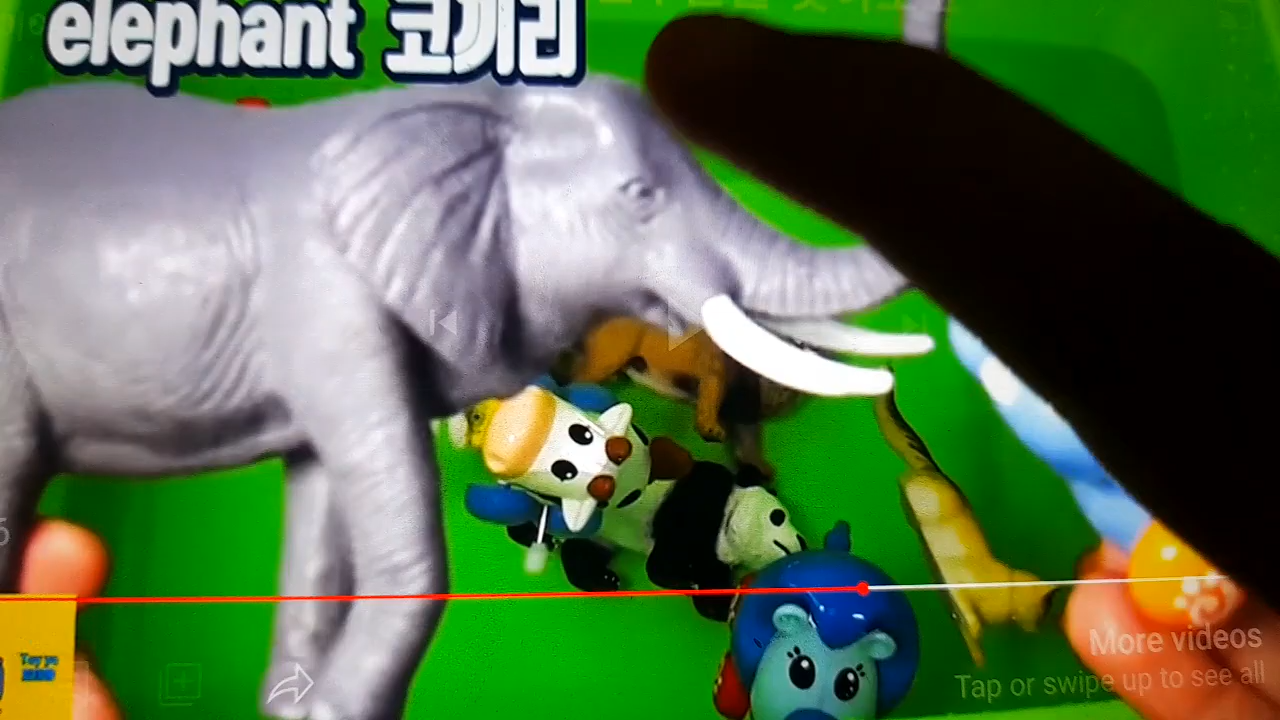 elephant 코끼리
More videos
Tap or swipe up to see all